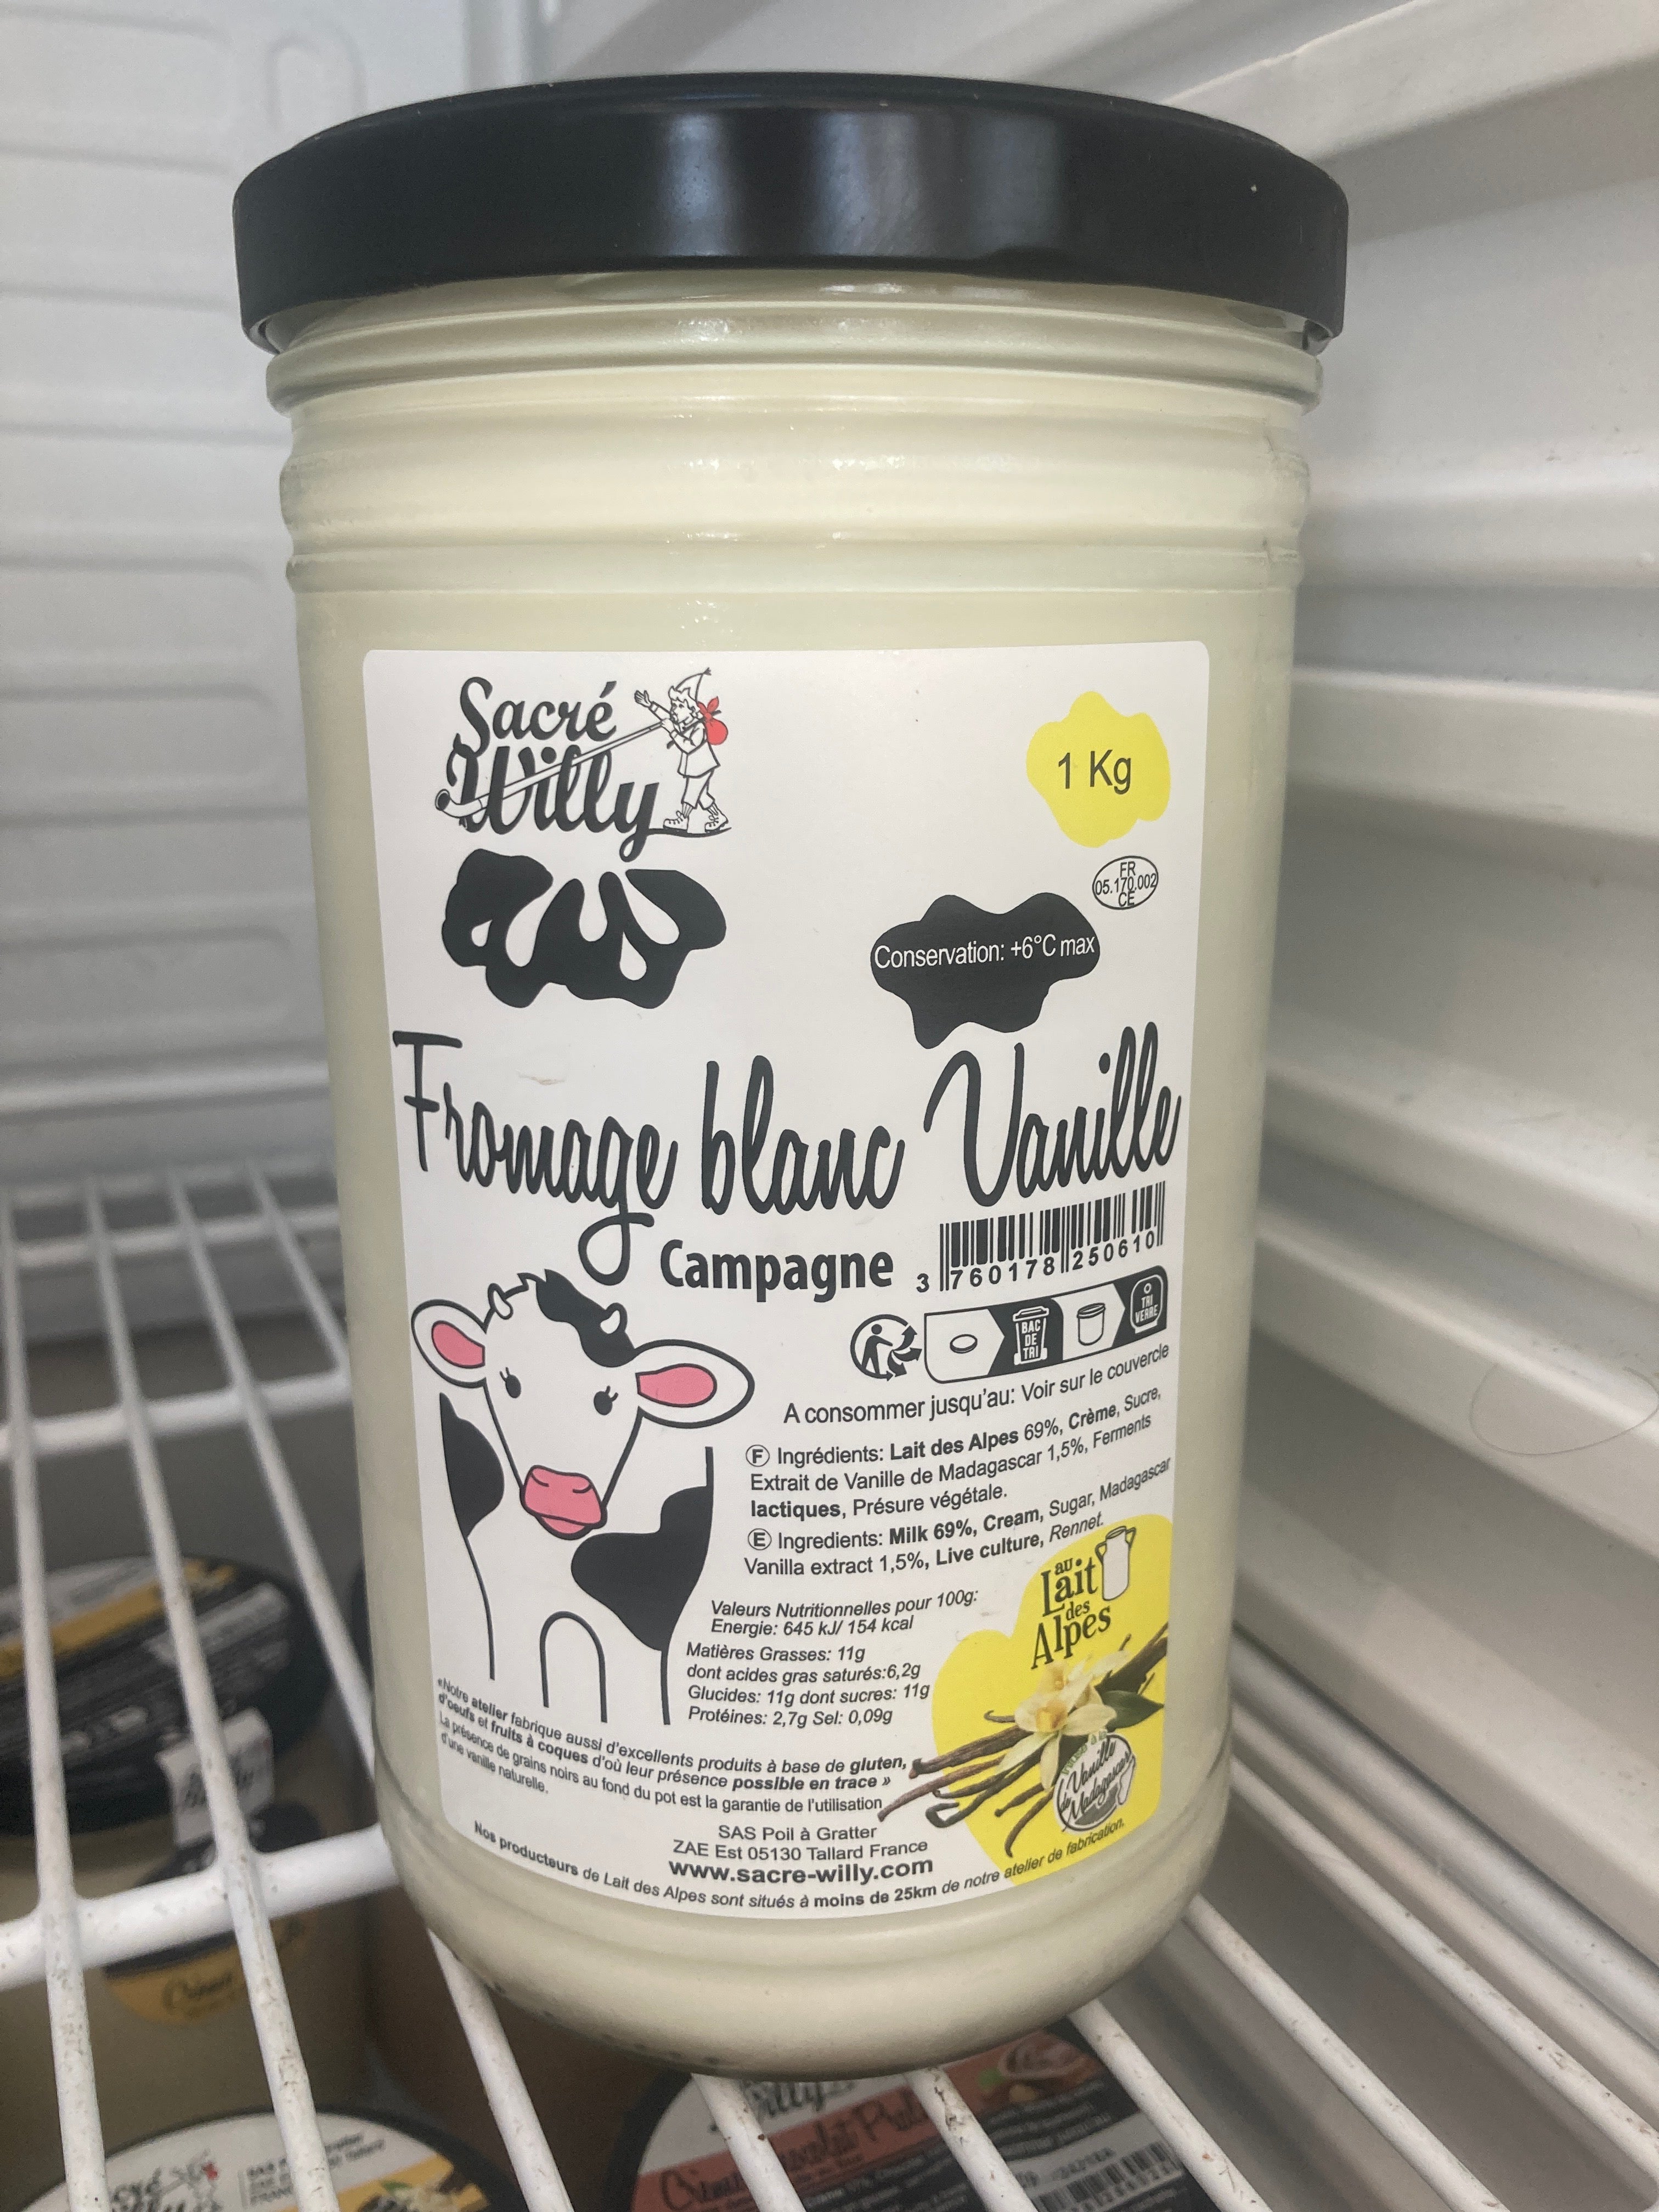 Sacré
Willy
1 Kg
FR
05.170.002
CE
Conservation: +6°C max
Fromage blanc Vanille
Campagne
3 760178 250610
BAC
DE
TRI
TRI
VERRE
A consommer jusqu'au: Voir sur le couvercle
F Ingrédients: Lait des Alpes 69%, Crème, Sucre,
Extrait de Vanille de Madagascar 1,5%, Ferments
lactiques, Présure végétale.
E Ingredients: Milk 69%, Cream, Sugar, Madagascar
Vanilla extract 1,5%, Live culture, Rennet.
au
Lait
des
Alpes
Valeurs Nutritionnelles pour 100g:
Energie: 645 kJ/ 154 kcal
Matières Grasses: 11g
dont acides gras saturés:6,2g
Glucides: 11g dont sucres: 11g
Protéines: 2,7g Sel: 0,09g
Vanille
de Madagascar
«Notre atelier fabrique aussi d'excellents produits à base de gluten,
d'oeufs et fruits à coques d'où leur présence possible en trace »
La présence de grains noirs au fond du pot est la garantie de l'utilisation
d'une vanille naturelle.
SAS Poil à Gratter
ZAE Est 05130 Tallard France
www.sacre-willy.com
Nos producteurs de Lait des Alpes sont situés à moins de 25km de notre atelier de fabrication.